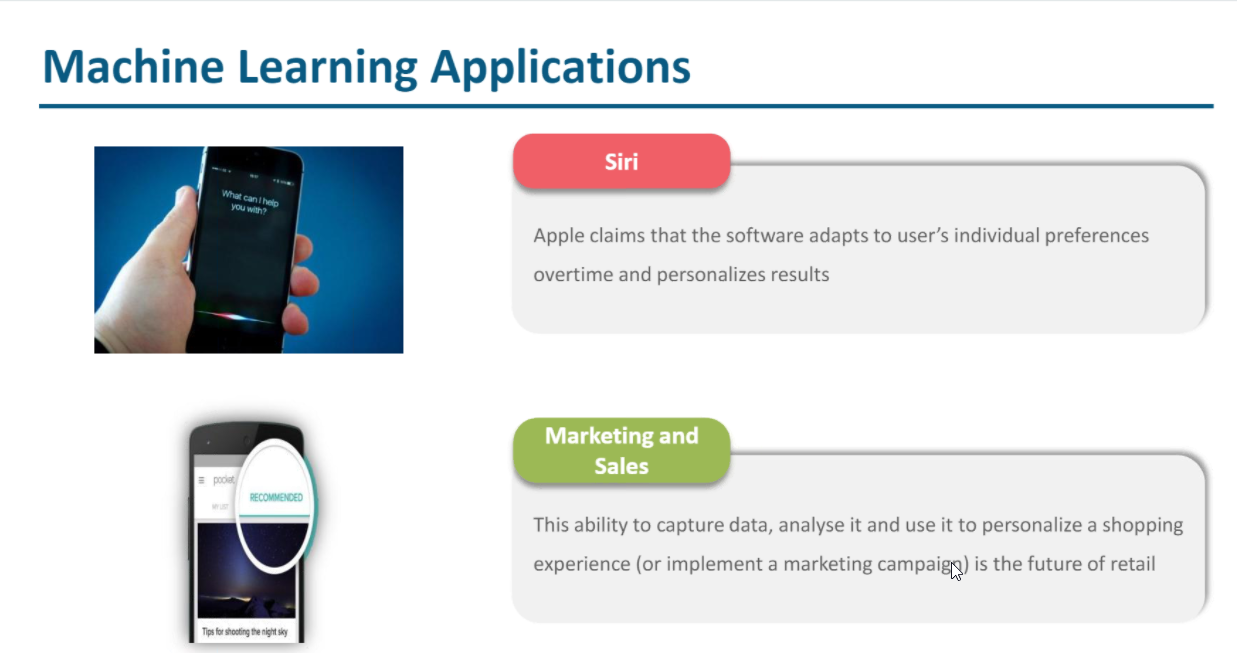 Machine Learning Applications
What can I help
you with?
Siri
Apple claims that the software adapts to user’s individual preferences
overtime and personalizes results
pocket
RECOMMENDED
MY LIST
Tips for shooting the night sky
Marketing and
Sales
This ability to capture data, analyse it and use it to personalize a shopping
experience (or implement a marketing campaign) is the future of retail